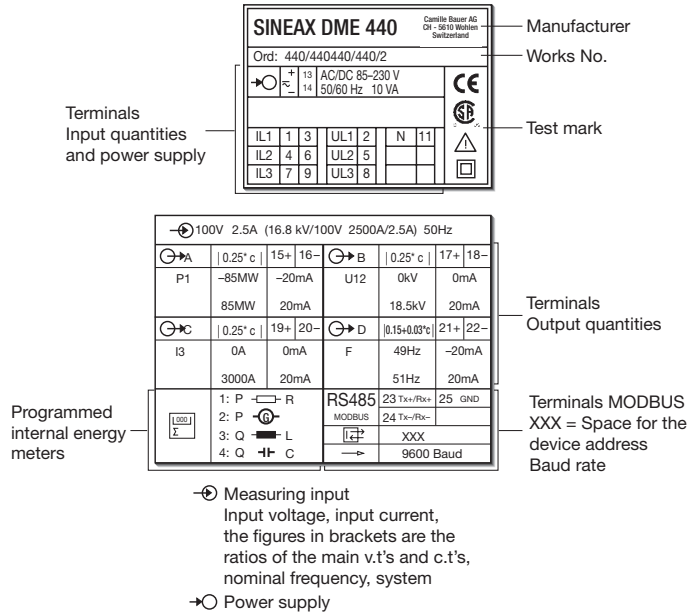 SINEAX DME 440
Camille Bauer AG
CH - 5610 Wohlen
Switzerland
Manufacturer
Ord: 440/440440/440/2
Works No.
+ 13 AC/DC 85–230 V
– 14 50/60 Hz 10 VA
CE
Terminals
Input quantities
and power supply
Test mark
IL1 1 3 UL1 2 N 11
IL2 4 6 UL2 5
IL3 7 9 UL3 8
100V 2.5A (16.8 kV/100V 2500A/2.5A) 50Hz
A | 0.25* c | 15+ 16– B | 0.25* c | 17+ 18–
P1 –85MW –20mA U12 0kV 0mA
85MW 20mA 18.5kV 20mA
Terminals
Output quantities
C | 0.25* c | 19+ 20– D |0.15+0.03*c| 21+ 22–
I3 0A 0mA F 49Hz –20mA
3000A 20mA 51Hz 20mA
Programmed
internal energy
meters
000
Σ
1: P R
2: P G
3: Q L
4: Q C
RS485 23 Tx+/Rx+ 25 GND
MODBUS 24 Tx–/Rx–
XXX
9600 Baud
Terminals MODBUS
XXX = Space for the
device address
Baud rate
Measuring input
Input voltage, input current,
the figures in brackets are the
ratios of the main v.t's and c.t's,
nominal frequency, system
Power supply